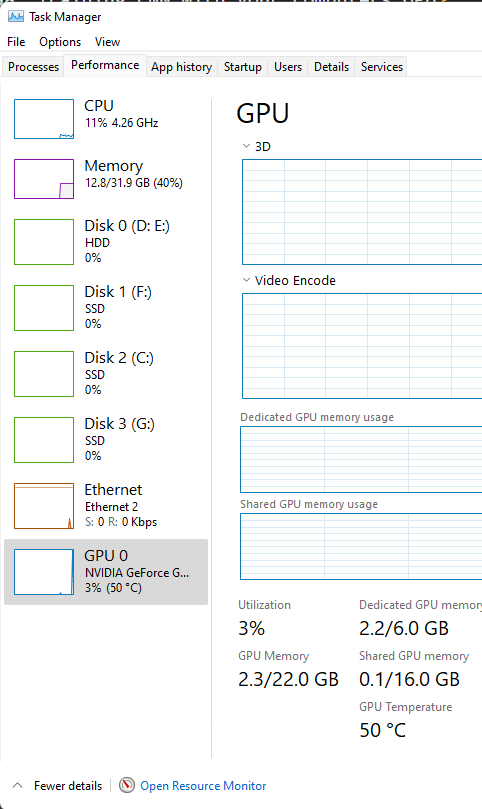 Task Manager
File Options View
Processes Performance App history Startup Users Details Services
CPU
11% 4.26 GHz
Memory
12.8/31.9 GB (40%)
Disk 0 (D: E:)
HDD
0%
Disk 1 (F:)
SSD
0%
Disk 2 (C:)
SSD
0%
Disk 3 (G:)
SSD
0%
Ethernet
Ethernet 2
S: 0 R: 0 Kbps
GPU 0
NVIDIA GeForce G...
3% (50 °C)
GPU
3D
Video Encode
Dedicated GPU memory usage
Shared GPU memory usage
Utilization
3%
Dedicated GPU memory
2.2/6.0 GB
GPU Memory
2.3/22.0 GB
Shared GPU memory
0.1/16.0 GB
GPU Temperature
50 °C
Fewer details
Open Resource Monitor